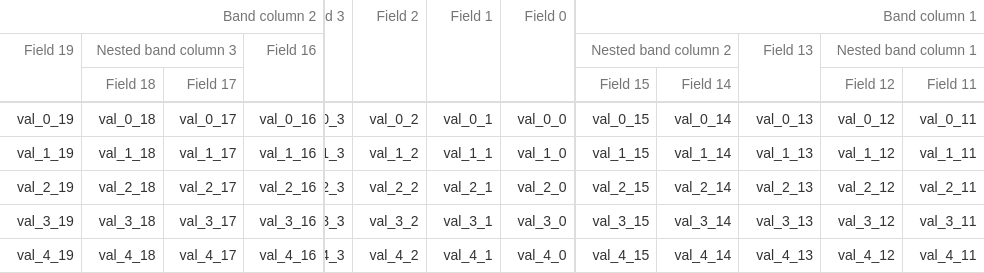 Band column 2 d 3 Field 2 Field 1 Field 0 Band column 1
Field 19 Nested band column 3 Field 16 Nested band column 2 Field 13 Nested band column 1
Field 18 Field 17 Field 15 Field 14 Field 12 Field 11
val_0_19 val_0_18 val_0_17 val_0_16 0_3 val_0_2 val_0_1 val_0_0 val_0_15 val_0_14 val_0_13 val_0_12 val_0_11
val_1_19 val_1_18 val_1_17 val_1_16 1_3 val_1_2 val_1_1 val_1_0 val_1_15 val_1_14 val_1_13 val_1_12 val_1_11
val_2_19 val_2_18 val_2_17 val_2_16 2_3 val_2_2 val_2_1 val_2_0 val_2_15 val_2_14 val_2_13 val_2_12 val_2_11
val_3_19 val_3_18 val_3_17 val_3_16 3_3 val_3_2 val_3_1 val_3_0 val_3_15 val_3_14 val_3_13 val_3_12 val_3_11
val_4_19 val_4_18 val_4_17 val_4_16 4_3 val_4_2 val_4_1 val_4_0 val_4_15 val_4_14 val_4_13 val_4_12 val_4_11